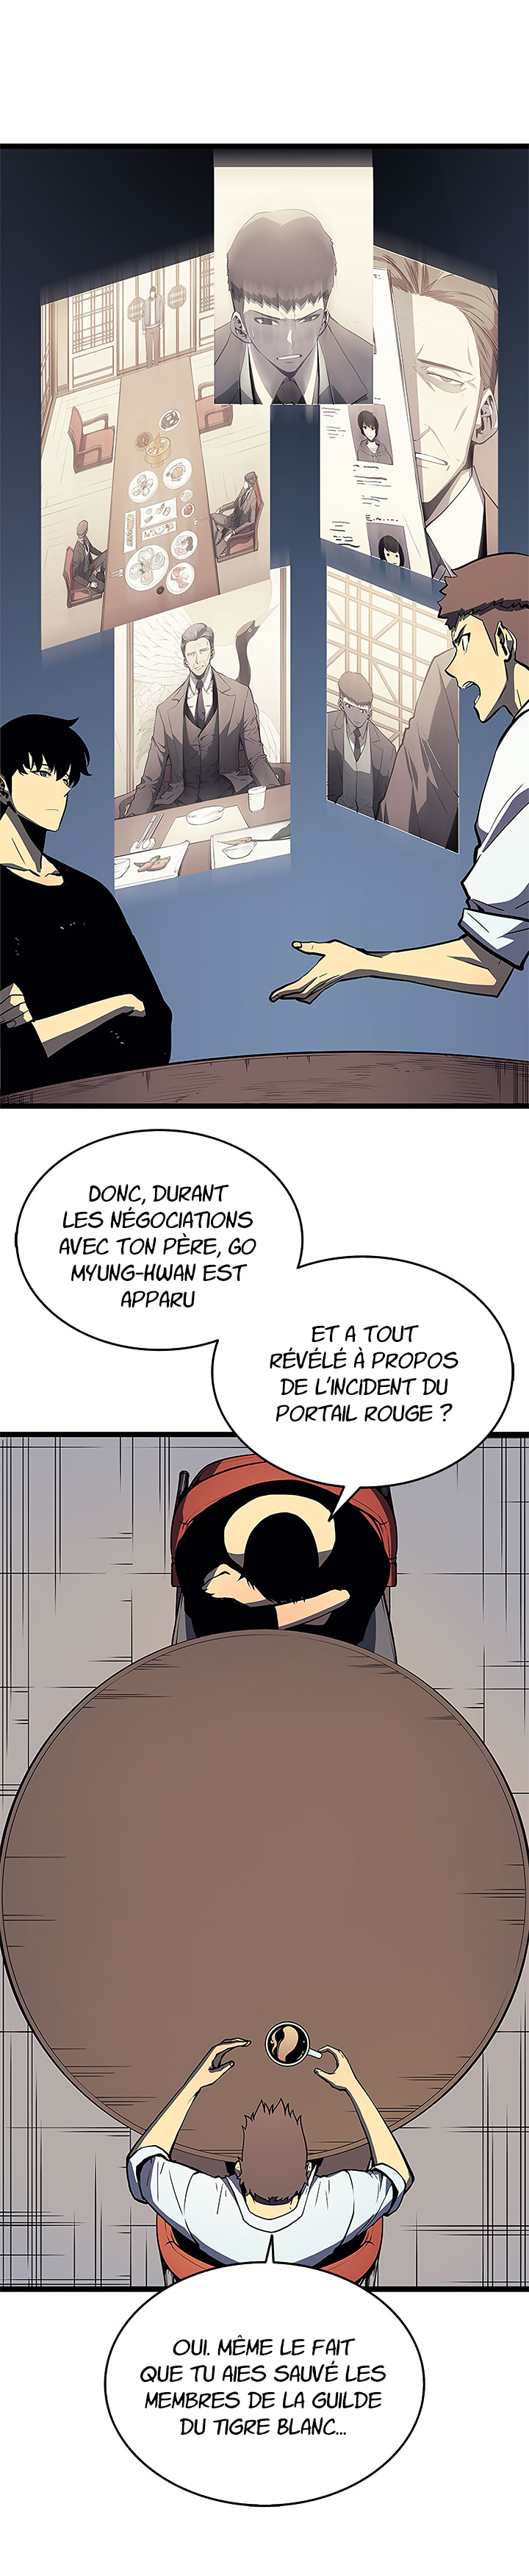 DONC, DURANT
LES NÉGOCIATIONS
AVEC TON PÈRE, GO
MYUNG-HWAN EST
APPARU
ET A TOUT
RÉVÉLÉ À PROPOS
DE L'INCIDENT DU
PORTAIL ROUGE ?
OUI. MÊME LE FAIT
QUE TU AIES SAUVÉ LES
MEMBRES DE LA GUILDE
DU TIGRE BLANC...